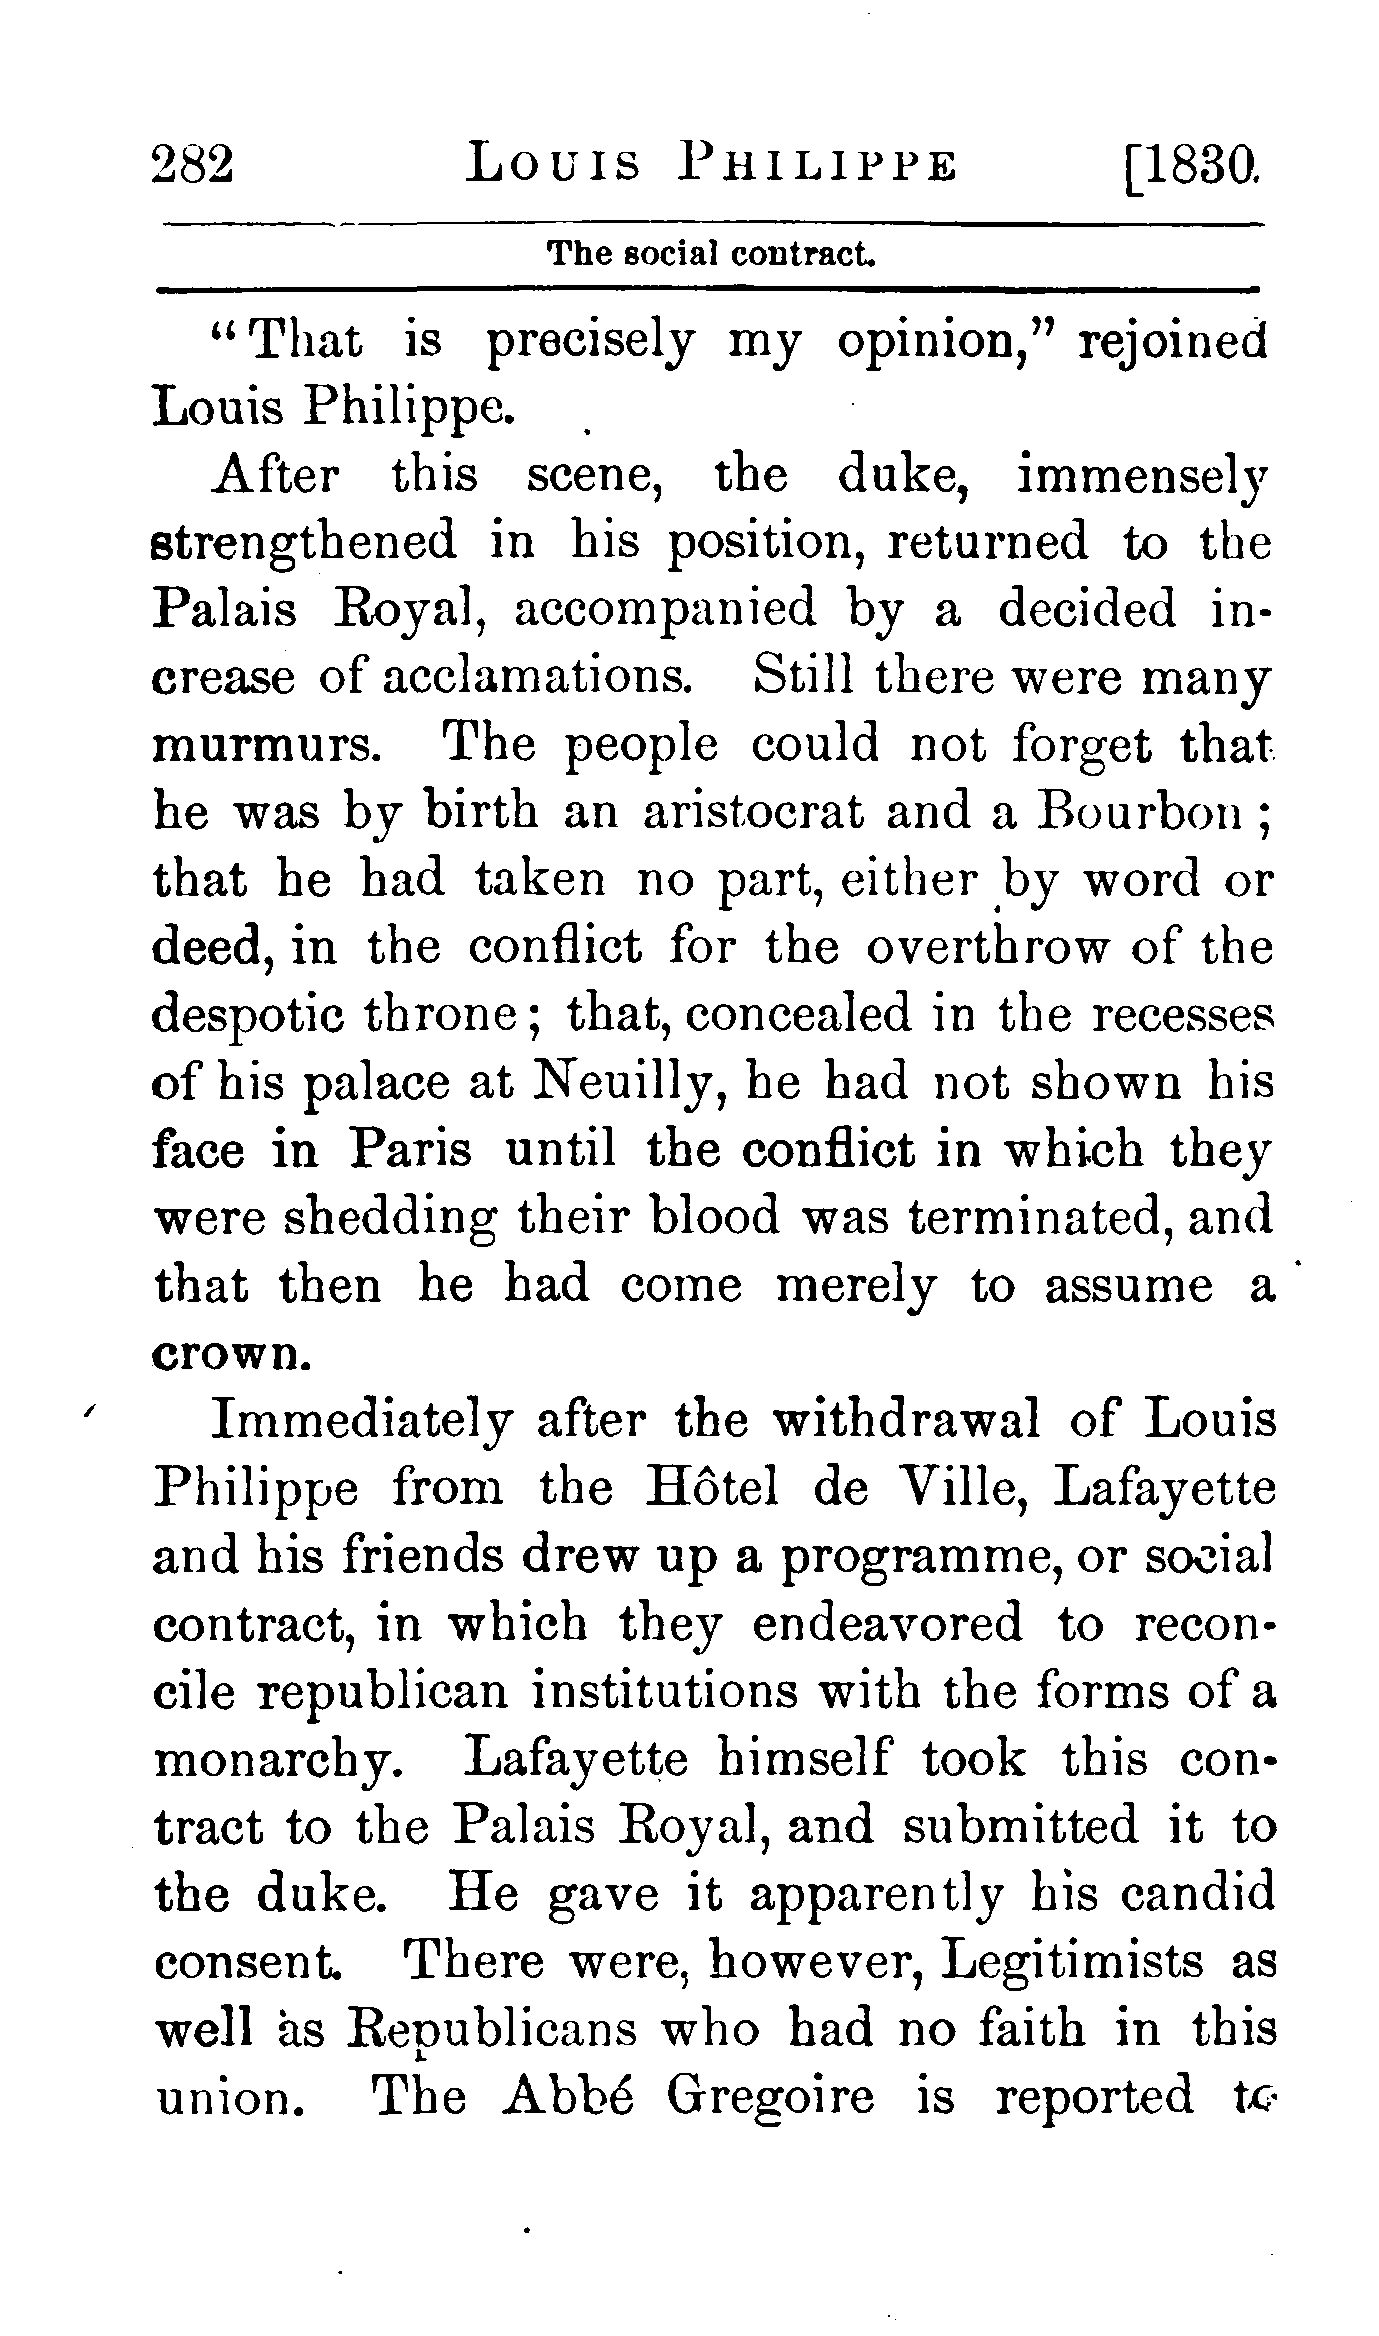 282 LOUIS PHILIPPE [1830.
The social contract.
“That is precisely my opinion,” rejoined
Louis Philippe.
After this scene, the duke, immensely
strengthened in his position, returned to the
Palais Royal, accompanied by a decided in-
crease of acclamations. Still there were many
murmurs. The people could not forget that
he was by birth an aristocrat and a Bourbon ;
that he had taken no part, either by word or
deed, in the conflict for the overthrow of the
despotic throne ; that, concealed in the recesses
of his palace at Neuilly, he had not shown his
face in Paris until the conflict in which they
were shedding their blood was terminated, and
that then he had come merely to assume a
crown.
Immediately after the withdrawal of Louis
Philippe from the Hôtel de Ville, Lafayette
and his friends drew up a programme, or social
contract, in which they endeavored to recon-
cile republican institutions with the forms of a
monarchy. Lafayette himself took this con-
tract to the Palais Royal, and submitted it to
the duke. He gave it apparently his candid
consent. There were, however, Legitimists as
well as Republicans who had no faith in this
union. The Abbé Gregoire is reported to